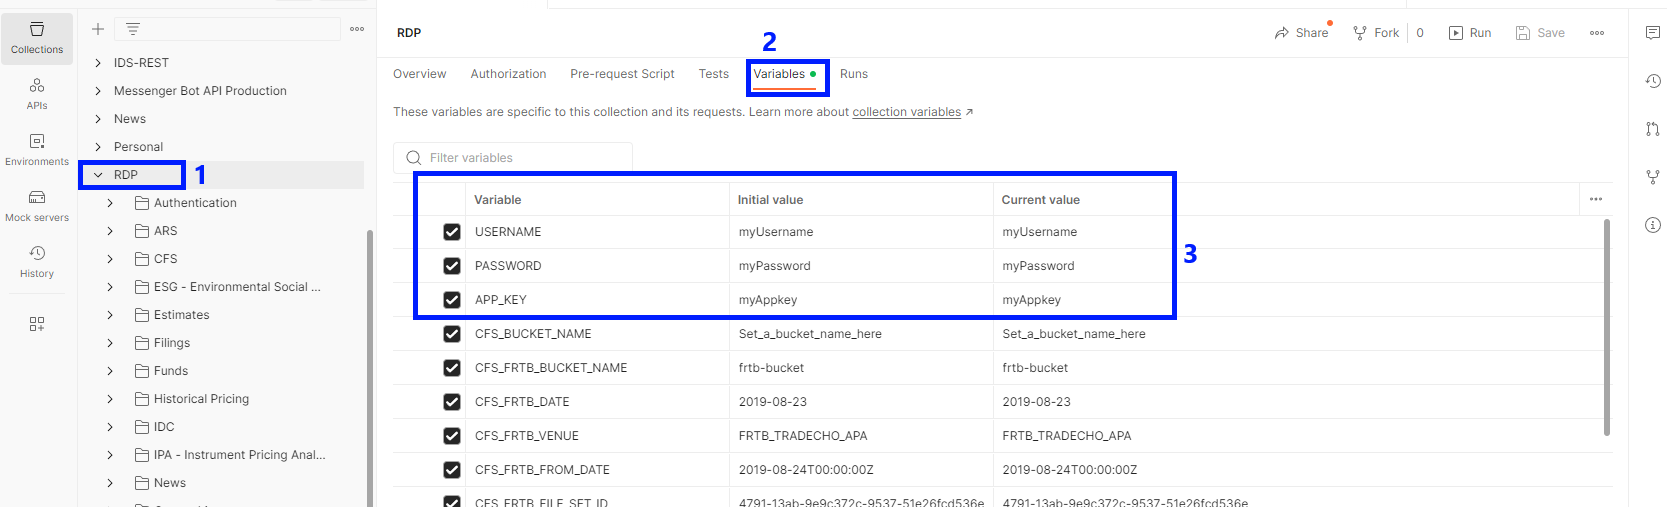 Collections
APIs
Environments
Mock servers
History
IDS-REST
Messenger Bot API Production
News
Personal
RDP
1
Authentication
ARS
CFS
ESG - Environmental Social ...
Estimates
Filings
Funds
Historical Pricing
IDC
IPA - Instrument Pricing Anal...
News
RDP
Share
Fork
0
Run
Save
2
Overview
Authorization
Pre-request Script
Tests
Variables
Runs
These variables are specific to this collection and its requests. Learn more about collection variables ↗
Filter variables
Variable Initial value Current value
USERNAME myUsername myUsername
3
PASSWORD myPassword myPassword
APP_KEY myAppkey myAppkey
CFS_BUCKET_NAME Set_a_bucket_name_here Set_a_bucket_name_here
CFS_FRTB_BUCKET_NAME frtb-bucket frtb-bucket
CFS_FRTB_DATE 2019-08-23 2019-08-23
CFS_FRTB_VENUE FRTB_TRADECHO_APA FRTB_TRADECHO_APA
CFS_FRTB_FROM_DATE 2019-08-24T00:00:00Z 2019-08-24T00:00:00Z
CFS_FRTB_FILE_SET_ID 4791-13ab-9e9c372c-9537-51e26fcd536e 4791-13ab-9e9c372c-9537-51e26fcd536e